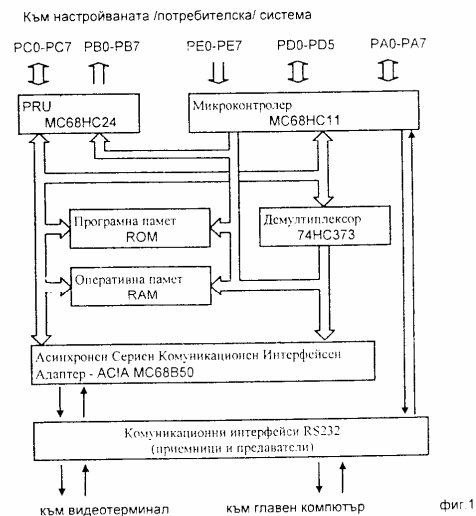 Към настройваната /потребителска/ система
PC0-PC7 PB0-PB7 PE0-PE7 PD0-PD5 PA0-PA7
PRU
MC68HC24
Микроконтролер
MC68HC11
Програмна памет
ROM
Демултиплексор
74HC373
Оперативна памет
RAM
Асинхронен Сериен Комуникационен Интерфейсен
Адаптер - ACIA MC68B50
Комуникационни интерфейси RS232
(приемници и предаватели)
към видеотерминал
към главен компютър
фиг.1